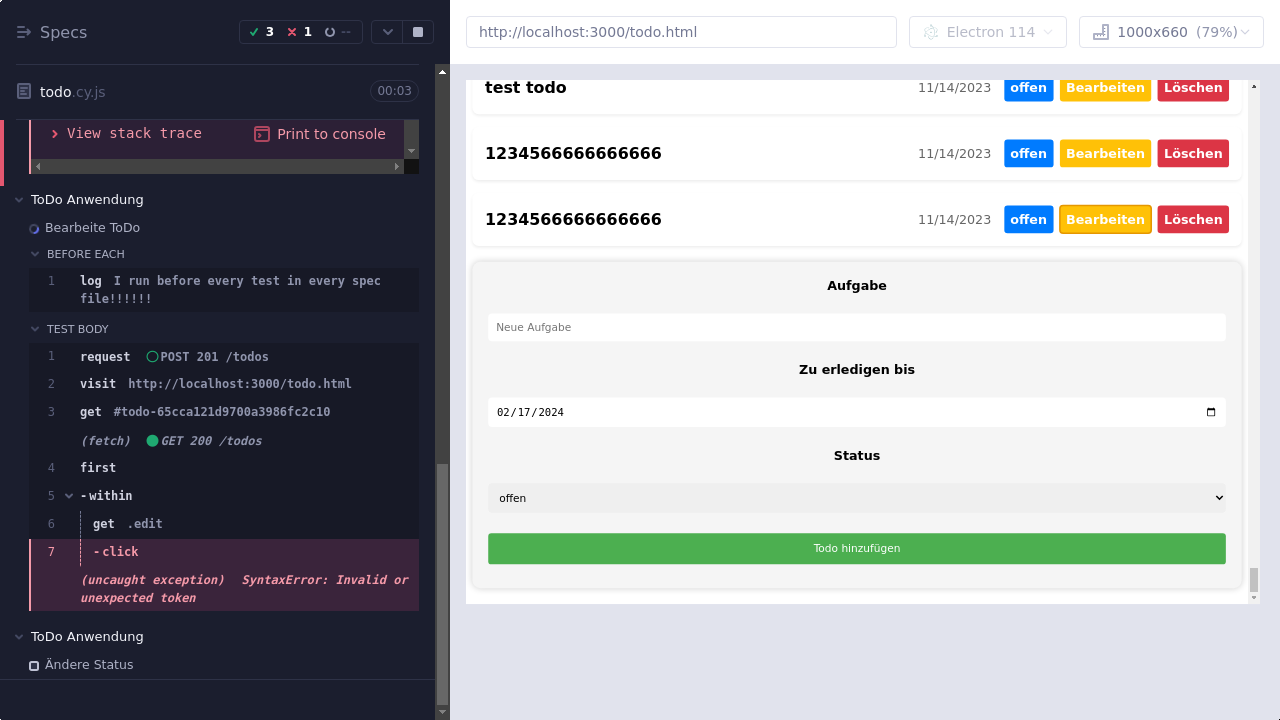 Specs
3
1
--
todo.cy.js
00:03
View stack trace
Print to console
ToDo Anwendung
Bearbeite ToDo
BEFORE EACH
1 log I run before every test in every spec
file!!!!!!
TEST BODY
1 request POST 201 /todos
2 visit http://localhost:3000/todo.html
3 get #todo-65cca121d9700a3986fc2c10
(fetch) GET 200 /todos
4 first
5 -within
6 get .edit
7 -click
(uncaught exception) SyntaxError: Invalid or
unexpected token
ToDo Anwendung
Ändere Status
http://localhost:3000/todo.html
Electron 114
1000x660 (79%)
test todo 11/14/2023 offen Bearbeiten Löschen
1234566666666666 11/14/2023 offen Bearbeiten Löschen
1234566666666666 11/14/2023 offen Bearbeiten Löschen
Aufgabe
Neue Aufgabe
Zu erledigen bis
02/17/2024
Status
offen
Todo hinzufügen